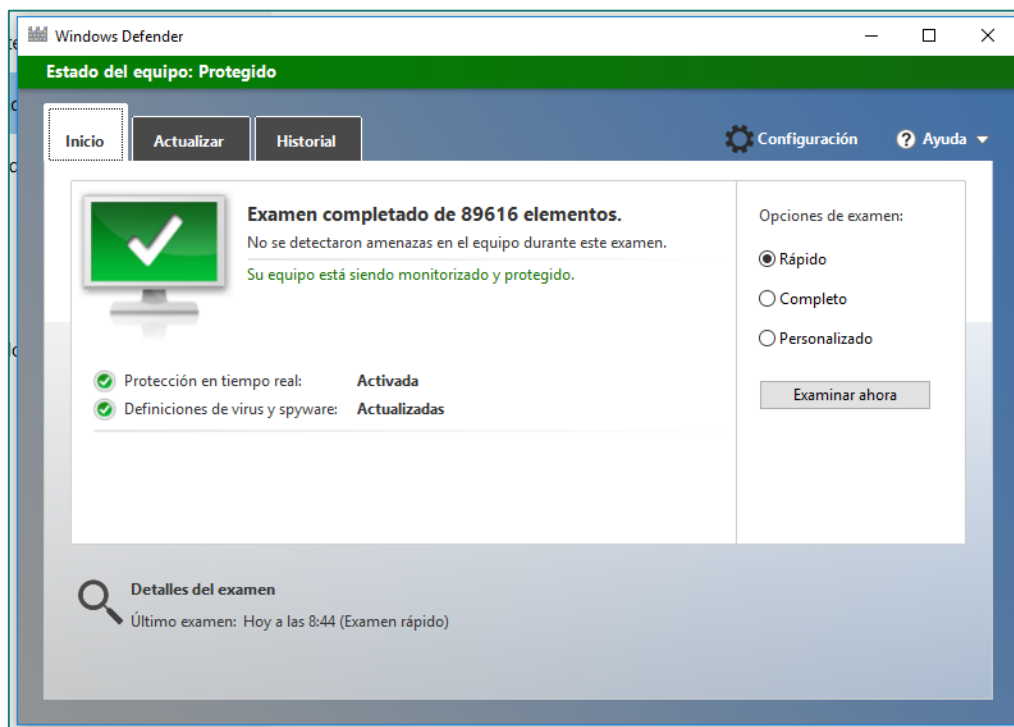 Windows Defender
Estado del equipo: Protegido
Inicio
Actualizar
Historial
Configuración
Ayuda
Examen completado de 89616 elementos.
No se detectaron amenazas en el equipo durante este examen.
Su equipo está siendo monitorizado y protegido.
Opciones de examen:
Rápido
Completo
Personalizado
Examinar ahora
Protección en tiempo real: Activada
Definiciones de virus y spyware: Actualizadas
Detalles del examen
Último examen: Hoy a las 8:44 (Examen rápido)